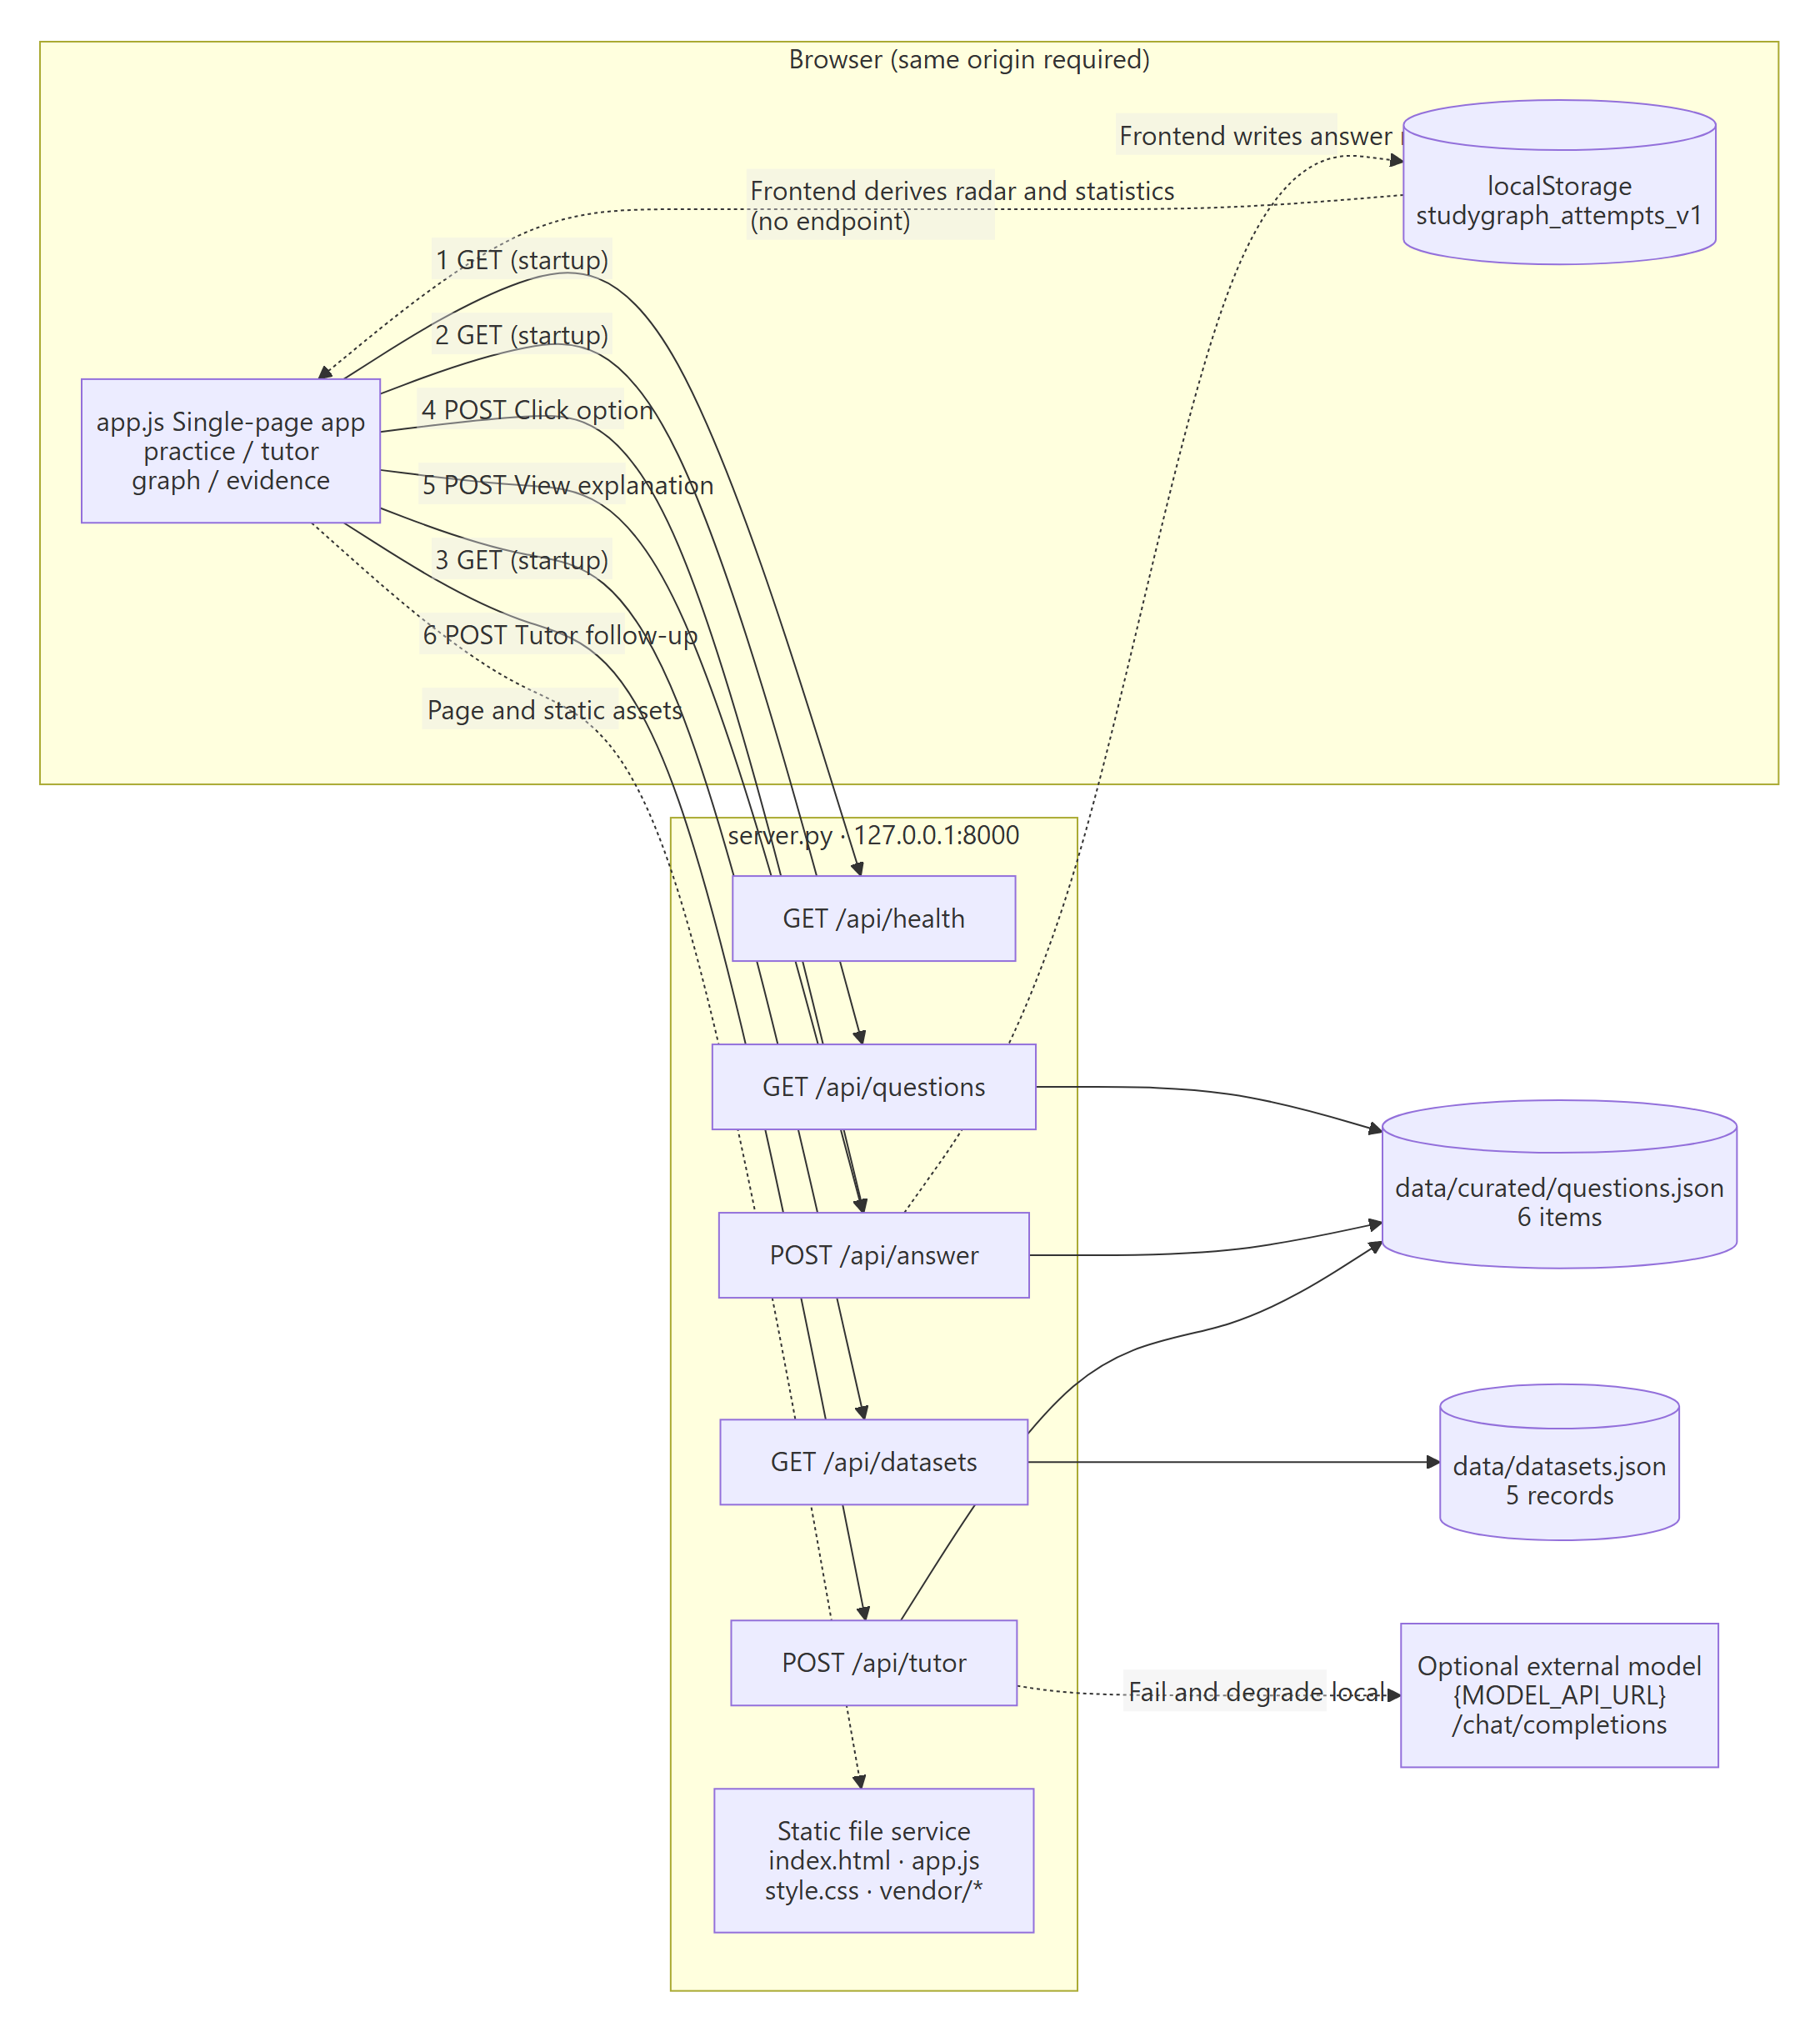 Browser (same origin required)
Frontend writes answer
localStorage
studygraph_attempts_v1
Frontend derives radar and statistics
(no endpoint)
1 GET (startup)
2 GET (startup)
4 POST Click option
app.js Single-page app
practice / tutor
graph / evidence
5 POST View explanation
3 GET (startup)
6 POST Tutor follow-up
Page and static assets
server.py · 127.0.0.1:8000
GET /api/health
GET /api/questions
data/curated/questions.json
6 items
POST /api/answer
GET /api/datasets
data/datasets.json
5 records
POST /api/tutor
Fail and degrade local
Optional external model
{MODEL_API_URL}
/chat/completions
Static file service
index.html · app.js
style.css · vendor/*